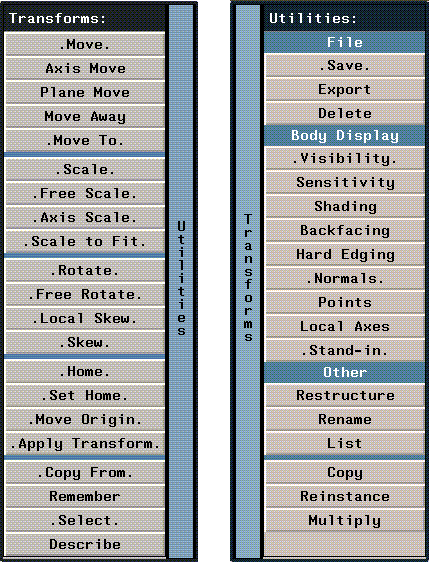 Transforms:
.Move.
Axis Move
Plane Move
Move Away
.Move To.
.Scale.
.Free Scale.
.Axis Scale.
.Scale to Fit.
.Rotate.
.Free Rotate.
.Local Skew.
.Skew.
.Home.
.Set Home.
.Move Origin.
.Apply Transform.
.Copy From.
Remember
.Select.
Describe
Utilities
Transforms
Utilities:
File
.Save.
Export
Delete
Body Display
.Visibility.
Sensitivity
Shading
Backfacing
Hard Edging
.Normals.
Points
Local Axes
.Stand-in.
Other
Restructure
Rename
List
Copy
Reinstance
Multiply